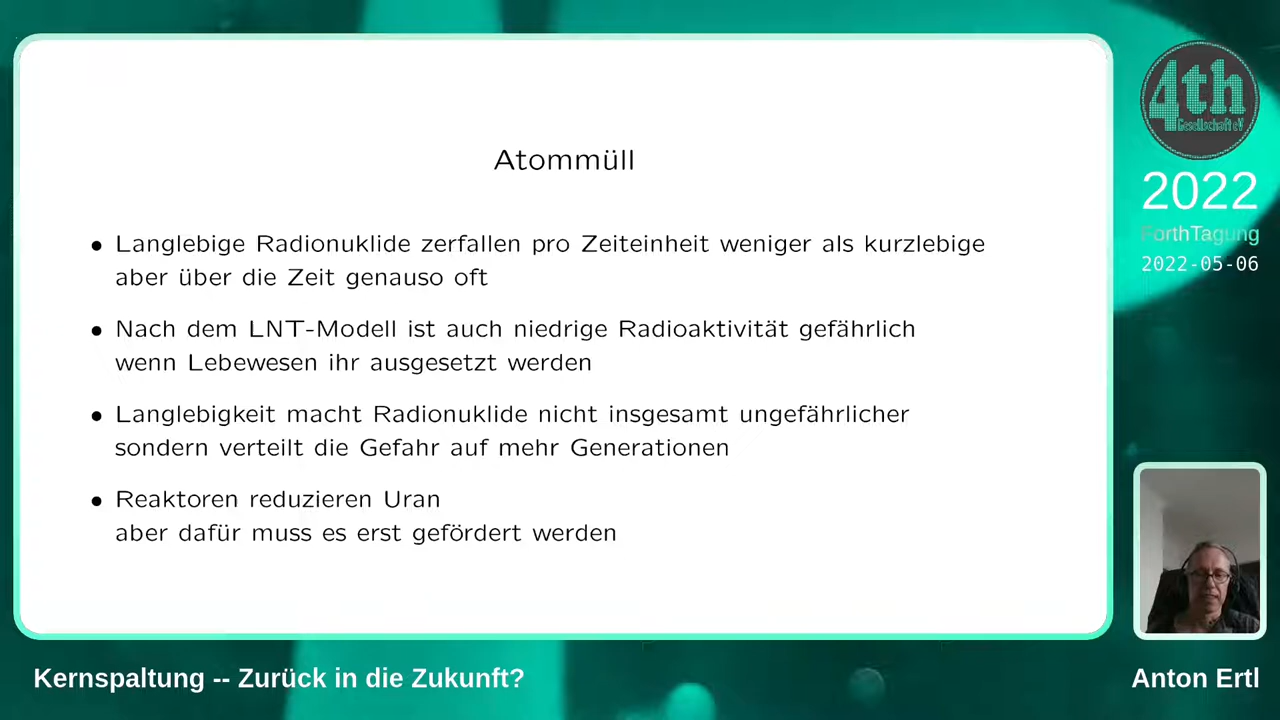 Atommüll
• Langlebige Radionuklide zerfallen pro Zeiteinheit weniger als kurzlebige
aber über die Zeit genauso oft
• Nach dem LNT-Modell ist auch niedrige Radioaktivität gefährlich
wenn Lebewesen ihr ausgesetzt werden
• Langlebigkeit macht Radionuklide nicht insgesamt ungefährlicher
sondern verteilt die Gefahr auf mehr Generationen
• Reaktoren reduzieren Uran
aber dafür muss es erst gefördert werden
4th
Gesellschaft eV
2022
ForthTagung
2022-05-06
Kernspaltung -- Zurück in die Zukunft?
Anton Ertl